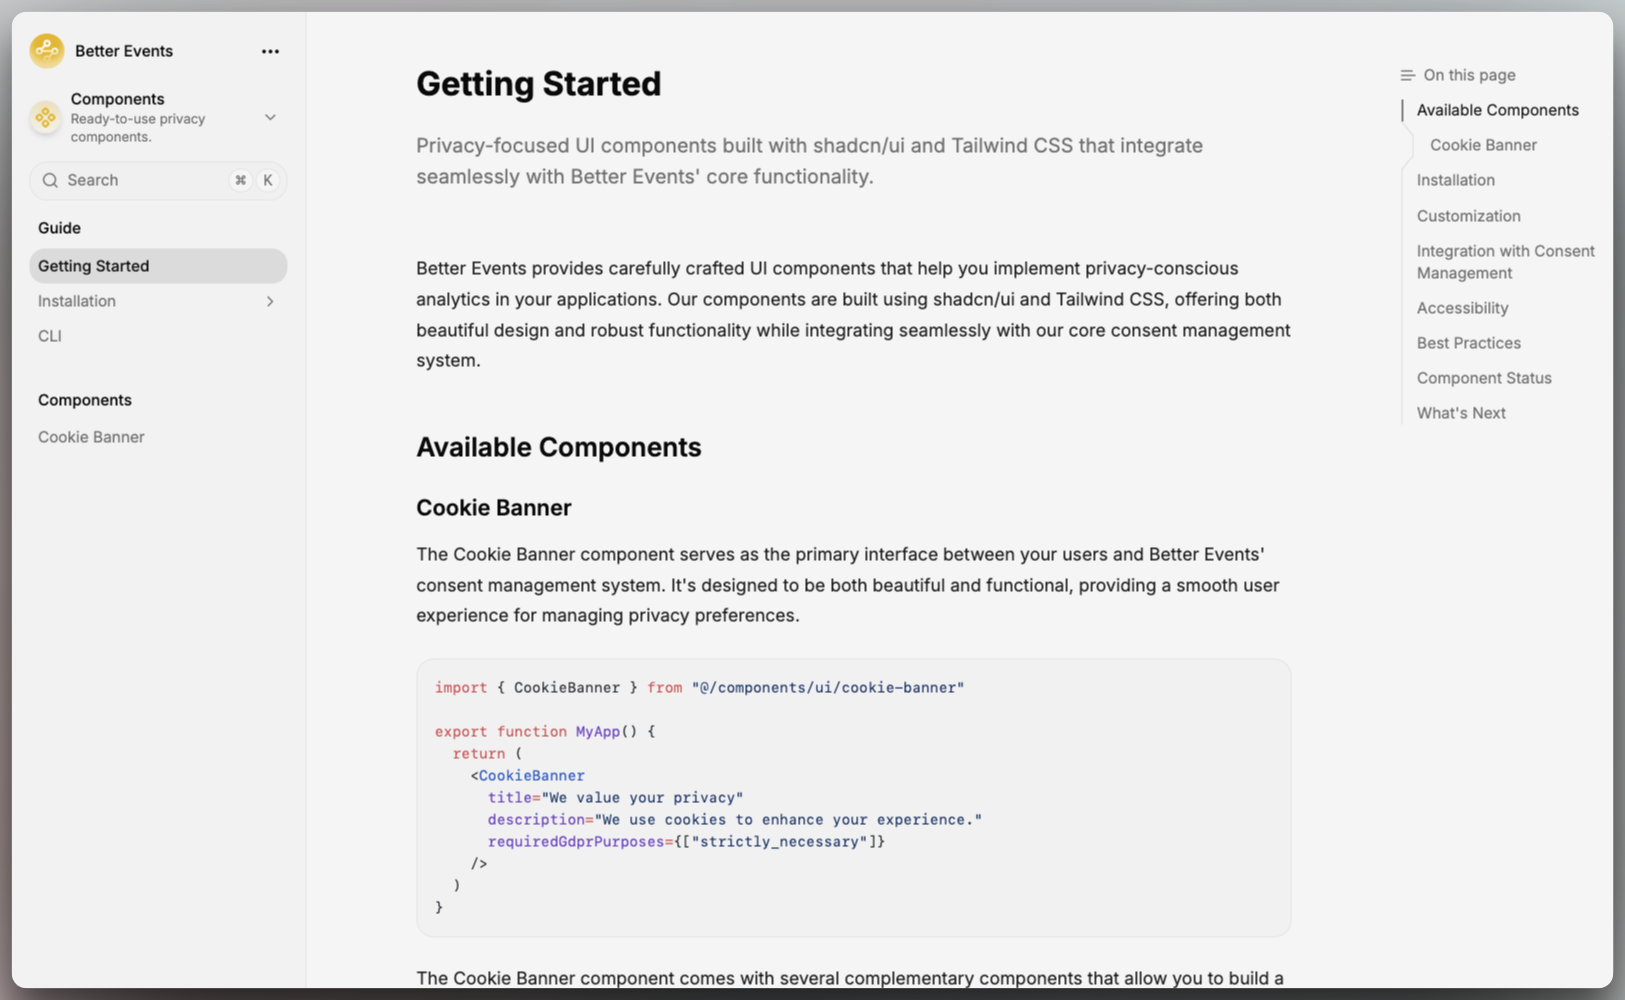 Better Events
Components
Ready-to-use privacy
components.
Search
⌘ K
Guide
Getting Started
Installation
CLI
Components
Cookie Banner
Getting Started
Privacy-focused UI components built with shadcn/ui and Tailwind CSS that integrate
seamlessly with Better Events' core functionality.
Better Events provides carefully crafted UI components that help you implement privacy-conscious
analytics in your applications. Our components are built using shadcn/ui and Tailwind CSS, offering both
beautiful design and robust functionality while integrating seamlessly with our core consent management
system.
Available Components
Cookie Banner
The Cookie Banner component serves as the primary interface between your users and Better Events'
consent management system. It's designed to be both beautiful and functional, providing a smooth user
experience for managing privacy preferences.
import { CookieBanner } from "@/components/ui/cookie-banner"
export function MyApp() {
  return (
    <CookieBanner
      title="We value your privacy"
      description="We use cookies to enhance your experience."
      requiredGdprPurposes={["strictly_necessary"]}
    />
  )
}
The Cookie Banner component comes with several complementary components that allow you to build a
On this page
Available Components
Cookie Banner
Installation
Customization
Integration with Consent
Management
Accessibility
Best Practices
Component Status
What's Next